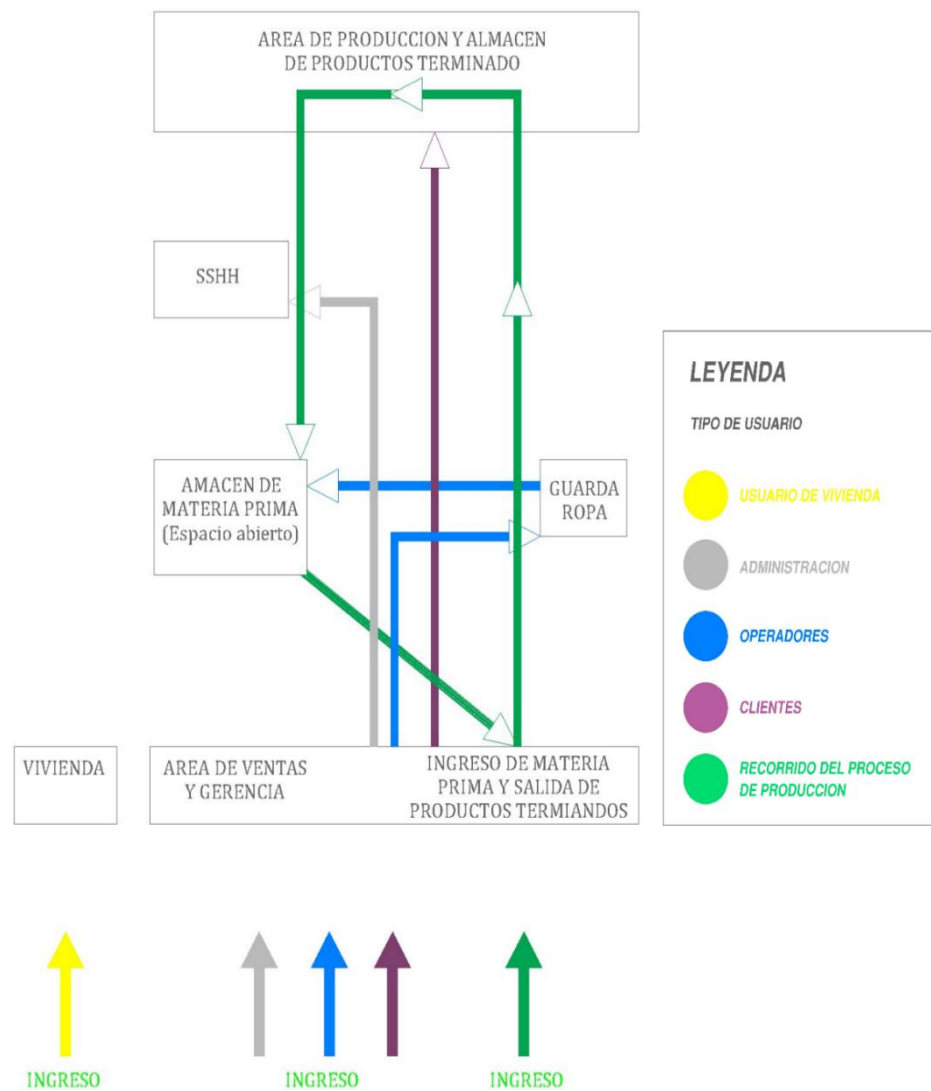 AREA DE PRODUCCION Y ALMACEN
DE PRODUCTOS TERMINADO
SSHH
AMACEN DE
MATERIA PRIMA
(Espacio abierto)
GUARDA
ROPA
VIVIENDA
AREA DE VENTAS
Y GERENCIA
INGRESO DE MATERIA
PRIMA Y SALIDA DE
PRODUCTOS TERMIANDOS
LEYENDA
TIPO DE USUARIO
USUARIO DE VIVIENDA
ADMINISTRACION
OPERADORES
CLIENTES
RECORRIDO DEL PROCESO
DE PRODUCCION
INGRESO
INGRESO
INGRESO